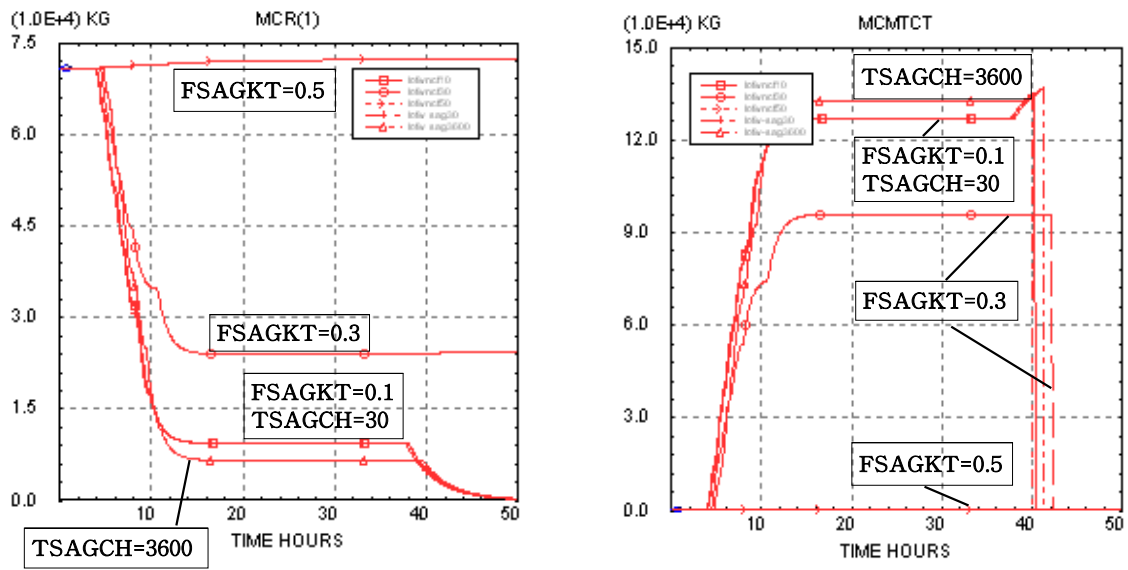 (1.0E+4) KG MCR(1)
7.5
6.0
4.5
3.0
1.5
0.0
10 20 30 40 50
TIME HOURS
FSAGKT=0.5
FSAGKT=0.3
FSAGKT=0.1
TSAGCH=30
TSAGCH=3600
(1.0E+4) KG MCMTCT
15.0
12.0
9.0
6.0
3.0
0.0
10 20 30 40 50
TIME HOURS
TSAGCH=3600
FSAGKT=0.1
TSAGCH=30
FSAGKT=0.3
FSAGKT=0.5